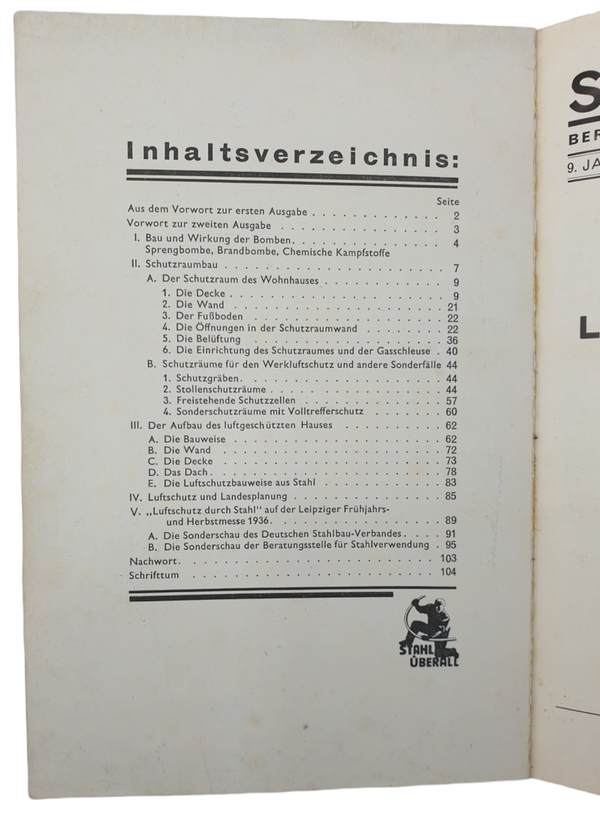 Inhaltsverzeichnis:
Seite
Aus dem Vorwort zur ersten Ausgabe . . . . . . . . . . . . . 2
Vorwort zur zweiten Ausgabe . . . . . . . . . . . . . . . 3
I. Bau und Wirkung der Bomben. . . . . . . . . . . . . . 4
Sprengbombe, Brandbombe, Chemische Kampfstoffe
II. Schutzraumbau . . . . . . . . . . . . . . . . . . . 7
A. Der Schutzraum des Wohnhauses . . . . . . . . . . . 9
1. Die Decke . . . . . . . . . . . . . . . . . . 9
2. Die Wand . . . . . . . . . . . . . . . . . . 21
3. Der Fußboden . . . . . . . . . . . . . . . . 22
4. Die Öffnungen in der Schutzraumwand . . . . . . . 22
5. Die Belüftung . . . . . . . . . . . . . . . . 36
6. Die Einrichtung des Schutzraumes und der Gasschleuse . 40
B. Schutzräume für den Werkluftschutz und andere Sonderfälle 44
1. Schutzgräben. . . . . . . . . . . . . . . . . 44
2. Stollenschutzräume . . . . . . . . . . . . . . 44
3. Freistehende Schutzzellen . . . . . . . . . . . 57
4. Sonderschutzräume mit Volltrefferschutz . . . . . . 60
III. Der Aufbau des luftgeschützten Hauses . . . . . . . . . 62
A. Die Bauweise . . . . . . . . . . . . . . . . . . 62
B. Die Wand . . . . . . . . . . . . . . . . . . . 72
C. Die Decke . . . . . . . . . . . . . . . . . . . 73
D. Das Dach. . . . . . . . . . . . . . . . . . . . 78
E. Die Luftschutzbauweise aus Stahl . . . . . . . . . . 83
IV. Luftschutz und Landesplanung . . . . . . . . . . . . . 85
V. „Luftschutz durch Stahl" auf der Leipziger Frühjahrs-
und Herbstmesse 1936. . . . . . . . . . . . . . . . 89
A. Die Sonderschau des Deutschen Stahlbau-Verbandes. . . . 91
B. Die Sonderschau der Beratungsstelle für Stahlverwendung . 95
Nachwort. . . . . . . . . . . . . . . . . . . . . . . 103
Schrifttum . . . . . . . . . . . . . . . . . . . . . 104
STAHL
ÜBERALL
S
BER
9. JA
L